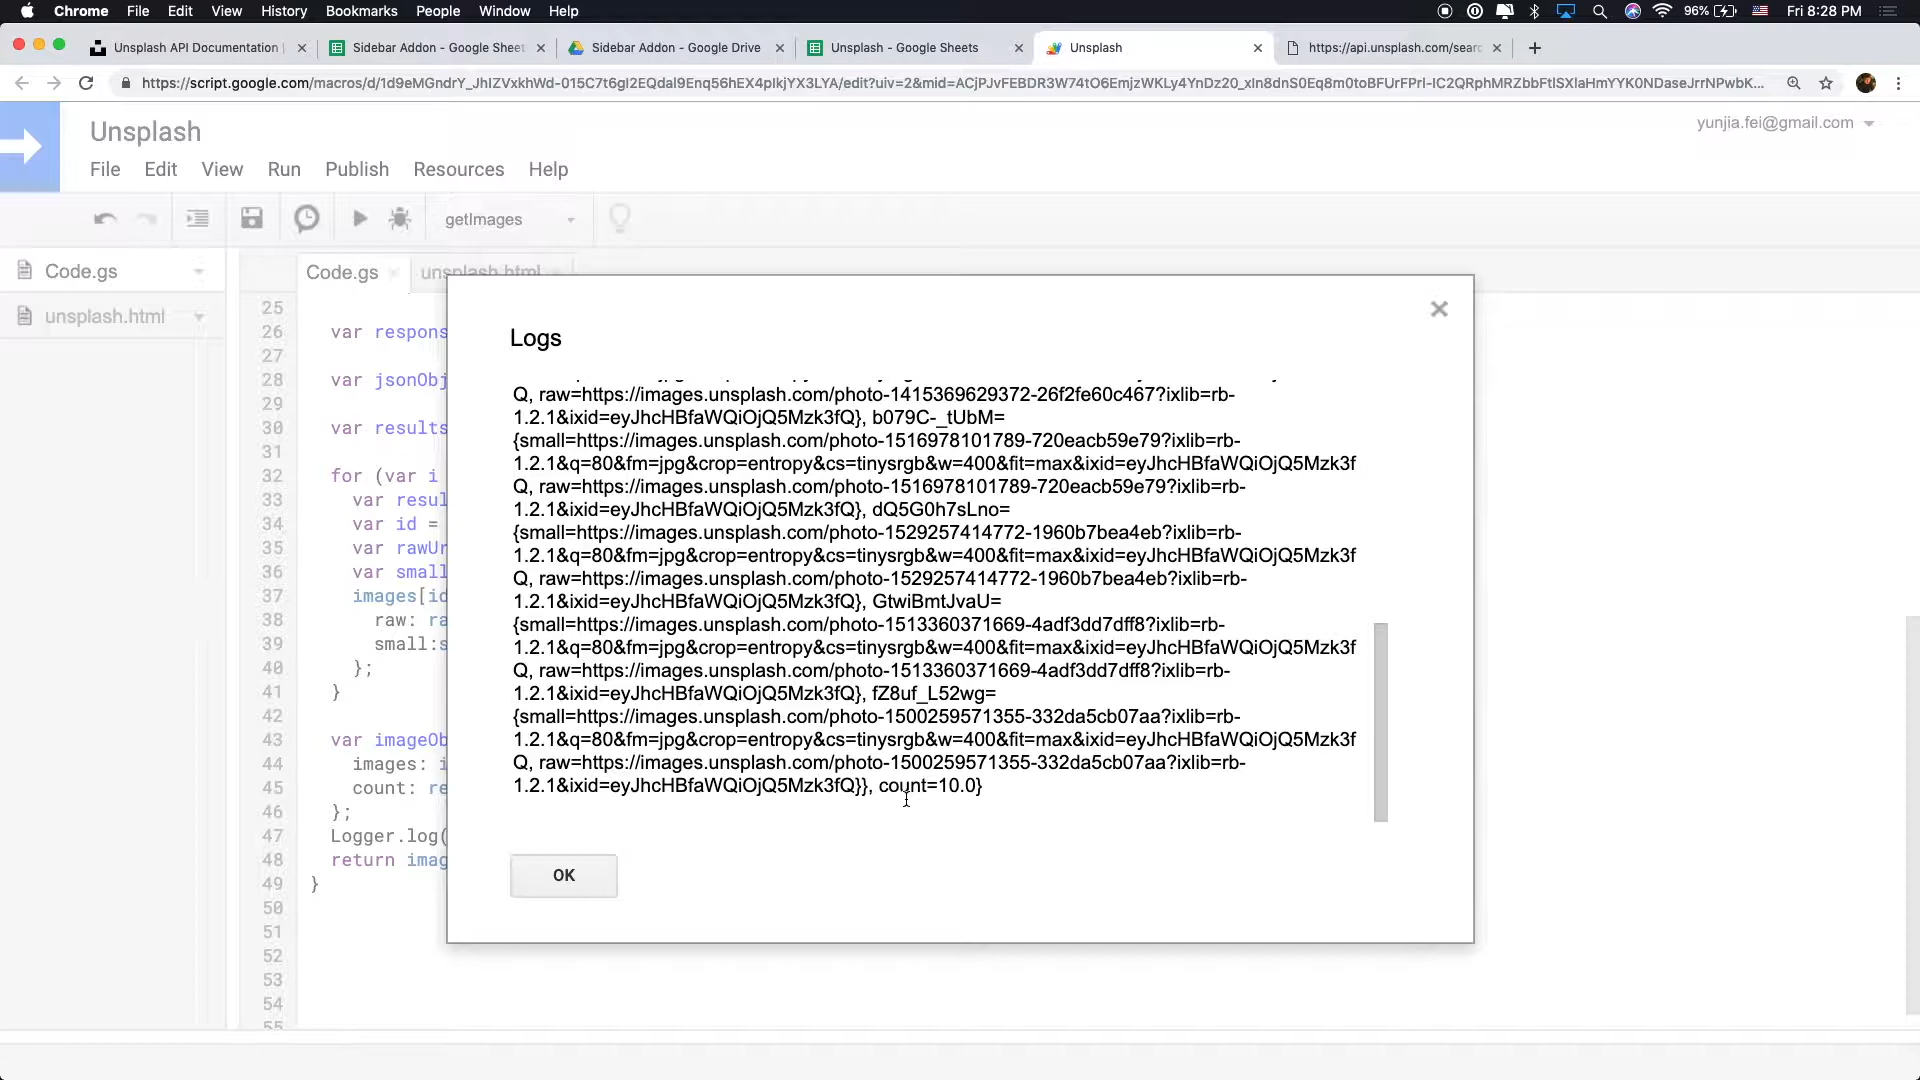 Chrome File Edit View History Bookmarks People Window Help 96% Fri 8:28 PM
Unsplash API Documentation
Sidebar Addon - Google Sheet
Sidebar Addon - Google Drive
Unsplash - Google Sheets
Unsplash
https://api.unsplash.com/searc
Unsplash
yunjia.fei@gmail.com
File Edit View Run Publish Resources Help
getImages
Code.gs
unsplash.html
Code.gs
unsplash.html
25
26 var respons
27
28 var jsonObj
29
30 var results
31
32 for (var i
33 var resul
34 var id =
35 var rawUr
36 var small
37 images[id
38 raw: ra
39 small:s
40 };
41 }
42
43 var imageOb
44 images: i
45 count: re
46 };
47 Logger.log(
48 return imag
49 }
50
51
52
53
54
55
Logs
Q, raw=https://images.unsplash.com/photo-1415369629372-26f2fe60c467?ixlib=rb-
1.2.1&ixid=eyJhcHBfaWQiOjQ5Mzk3fQ}, b079C-_tUbM=
{small=https://images.unsplash.com/photo-1516978101789-720eacb59e79?ixlib=rb-
1.2.1&q=80&fm=jpg&crop=entropy&cs=tinysrgb&w=400&fit=max&ixid=eyJhcHBfaWQiOjQ5Mzk3f
Q, raw=https://images.unsplash.com/photo-1516978101789-720eacb59e79?ixlib=rb-
1.2.1&ixid=eyJhcHBfaWQiOjQ5Mzk3fQ}, dQ5G0h7sLno=
{small=https://images.unsplash.com/photo-1529257414772-1960b7bea4eb?ixlib=rb-
1.2.1&q=80&fm=jpg&crop=entropy&cs=tinysrgb&w=400&fit=max&ixid=eyJhcHBfaWQiOjQ5Mzk3f
Q, raw=https://images.unsplash.com/photo-1529257414772-1960b7bea4eb?ixlib=rb-
1.2.1&ixid=eyJhcHBfaWQiOjQ5Mzk3fQ}, GtwiBmtJvaU=
{small=https://images.unsplash.com/photo-1513360371669-4adf3dd7dff8?ixlib=rb-
1.2.1&q=80&fm=jpg&crop=entropy&cs=tinysrgb&w=400&fit=max&ixid=eyJhcHBfaWQiOjQ5Mzk3f
Q, raw=https://images.unsplash.com/photo-1513360371669-4adf3dd7dff8?ixlib=rb-
1.2.1&ixid=eyJhcHBfaWQiOjQ5Mzk3fQ}, fZ8uf_L52wg=
{small=https://images.unsplash.com/photo-1500259571355-332da5cb07aa?ixlib=rb-
1.2.1&q=80&fm=jpg&crop=entropy&cs=tinysrgb&w=400&fit=max&ixid=eyJhcHBfaWQiOjQ5Mzk3f
Q, raw=https://images.unsplash.com/photo-1500259571355-332da5cb07aa?ixlib=rb-
1.2.1&ixid=eyJhcHBfaWQiOjQ5Mzk3fQ}}, count=10.0}
OK